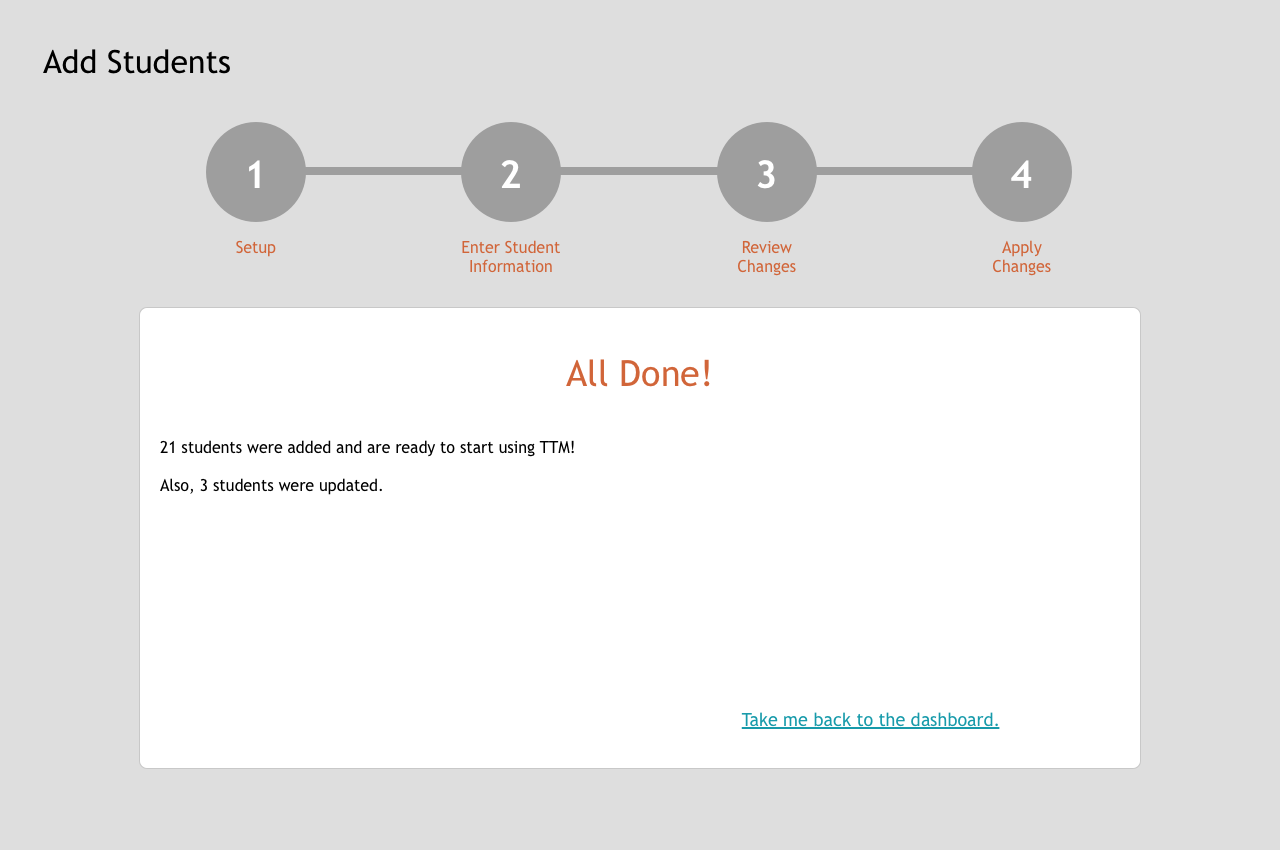 Add Students
1
2
3
4
Setup
Enter Student
Information
Review
Changes
Apply
Changes
All Done!
21 students were added and are ready to start using TTM!
Also, 3 students were updated.
Take me back to the dashboard.